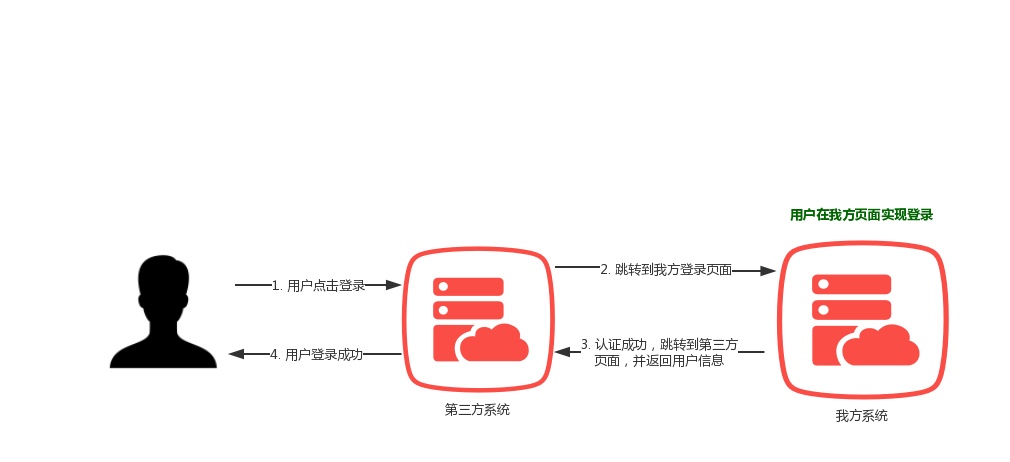 用户在我方页面实现登录
1. 用户点击登录
2. 跳转到我方登录页面
3. 认证成功，跳转到第三方
页面，并返回用户信息
4. 用户登录成功
第三方系统
我方系统